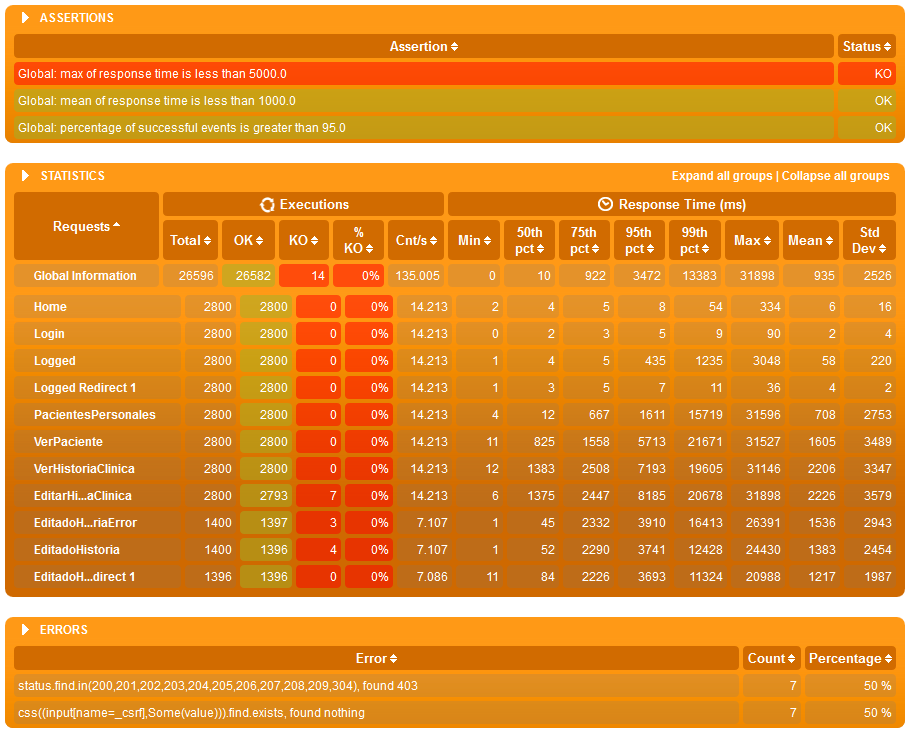 ASSERTIONS
Assertion Status
Global: max of response time is less than 5000.0 KO
Global: mean of response time is less than 1000.0 OK
Global: percentage of successful events is greater than 95.0 OK
STATISTICS Expand all groups | Collapse all groups
Requests Executions Response Time (ms)
Total OK KO % KO Cnt/s Min 50th pct 75th pct 95th pct 99th pct Max Mean Std Dev
Global Information 26596 26582 14 0% 135.005 0 10 922 3472 13383 31898 935 2526
Home 2800 2800 0 0% 14.213 2 4 5 8 54 334 6 16
Login 2800 2800 0 0% 14.213 0 2 3 5 9 90 2 4
Logged 2800 2800 0 0% 14.213 1 4 5 435 1235 3048 58 220
Logged Redirect 1 2800 2800 0 0% 14.213 1 3 5 7 11 36 4 2
PacientesPersonales 2800 2800 0 0% 14.213 4 12 667 1611 15719 31596 708 2753
VerPaciente 2800 2800 0 0% 14.213 11 825 1558 5713 21671 31527 1605 3489
VerHistoriaClinica 2800 2800 0 0% 14.213 12 1383 2508 7193 19605 31146 2206 3347
EditarHi...aClinica 2800 2793 7 0% 14.213 6 1375 2447 8185 20678 31898 2226 3579
EditadoH...riaError 1400 1397 3 0% 7.107 1 45 2332 3910 16413 26391 1536 2943
EditadoHistoria 1400 1396 4 0% 7.107 1 52 2290 3741 12428 24430 1383 2454
EditadoH...direct 1 1396 1396 0 0% 7.086 11 84 2226 3693 11324 20988 1217 1987
ERRORS
Error Count Percentage
status.find.in(200,201,202,203,204,205,206,207,208,209,304), found 403 7 50 %
css((input[name=_csrf],Some(value))).find.exists, found nothing 7 50 %